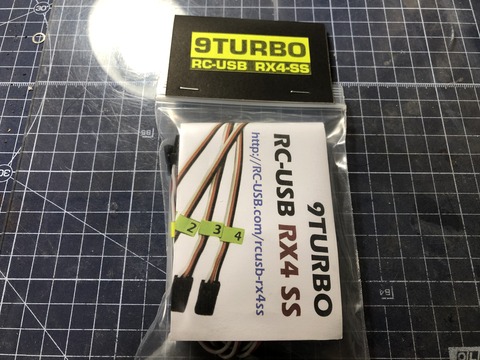 9TURBO
RC-USB RX4-SS
9TURBO
RC-USB RX4 SS
http://RC-USB.com/rcusb-rx4ss
2
3
4